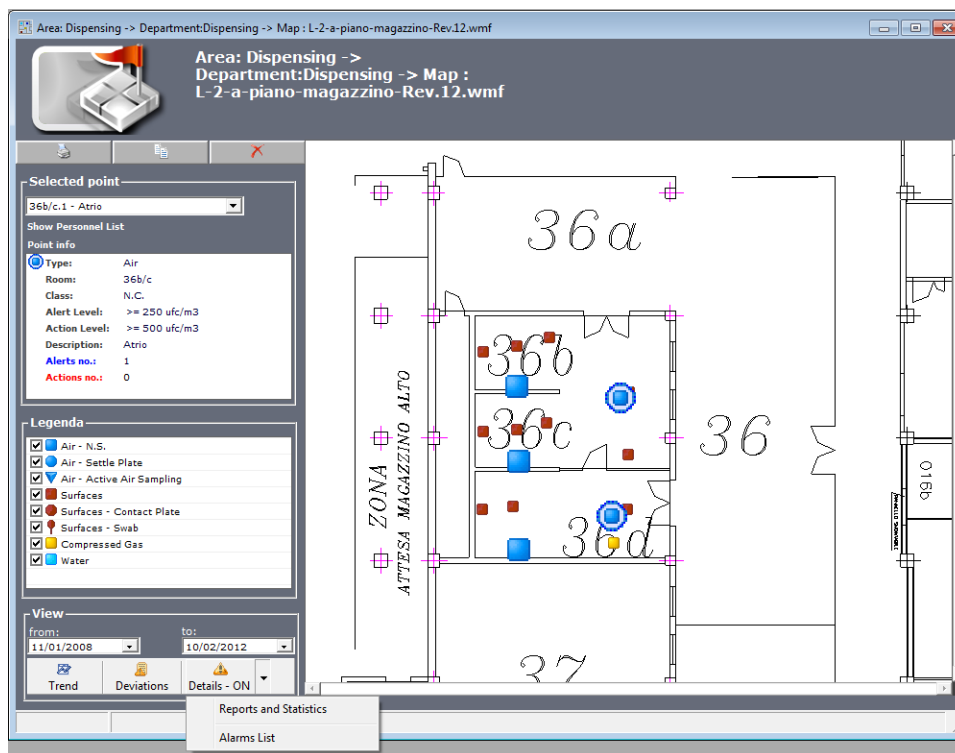 Area: Dispensing -> Department:Dispensing -> Map : L-2-a-piano-magazzino-Rev.12.wmf
Area: Dispensing ->
Department:Dispensing -> Map :
L-2-a-piano-magazzino-Rev.12.wmf
Selected point
36b/c.1 - Atrio
Show Personnel List
Point info
Type: Air
Room: 36b/c
Class: N.C.
Alert Level: >= 250 ufc/m3
Action Level: >= 500 ufc/m3
Description: Atrio
Alerts no.: 1
Actions no.: 0
Legenda
Air - N.S.
Air - Settle Plate
Air - Active Air Sampling
Surfaces
Surfaces - Contact Plate
Surfaces - Swab
Compressed Gas
Water
View
from: to:
11/01/2008 10/02/2012
Trend Deviations Details - ON
Reports and Statistics
Alarms List
36a
36b
36c
36
36d
37
ZONA
ATTESA MAGAZZINO ALTO
016b